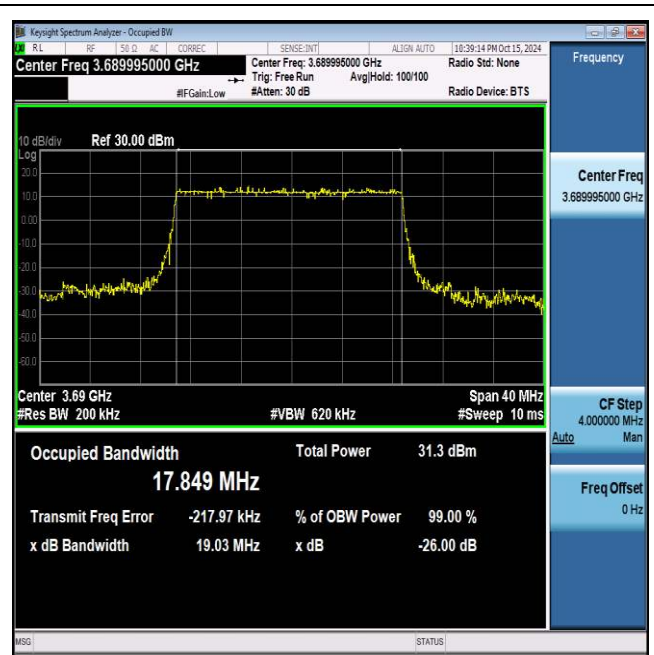 Keysight Spectrum Analyzer - Occupied BW
RL RF 50 Ω AC CORREC SENSE:INT ALIGN AUTO 10:39:14 PM Oct 15, 2024
Center Freq 3.689995000 GHz
Center Freq: 3.689995000 GHz
Radio Std: None
Trig: Free Run Avg|Hold: 100/100
#IFGain:Low #Atten: 30 dB Radio Device: BTS
Frequency
10 dB/div Ref 30.00 dBm
Log
20.0
10.0
0.00
-10.0
-20.0
-30.0
-40.0
-50.0
-60.0
Center 3.69 GHz Span 40 MHz
#Res BW 200 kHz #VBW 620 kHz #Sweep 10 ms
Occupied Bandwidth Total Power 31.3 dBm
17.849 MHz
Transmit Freq Error -217.97 kHz % of OBW Power 99.00 %
x dB Bandwidth 19.03 MHz x dB -26.00 dB
Center Freq
3.689995000 GHz
CF Step
4.000000 MHz
Auto Man
Freq Offset
0 Hz
MSG STATUS